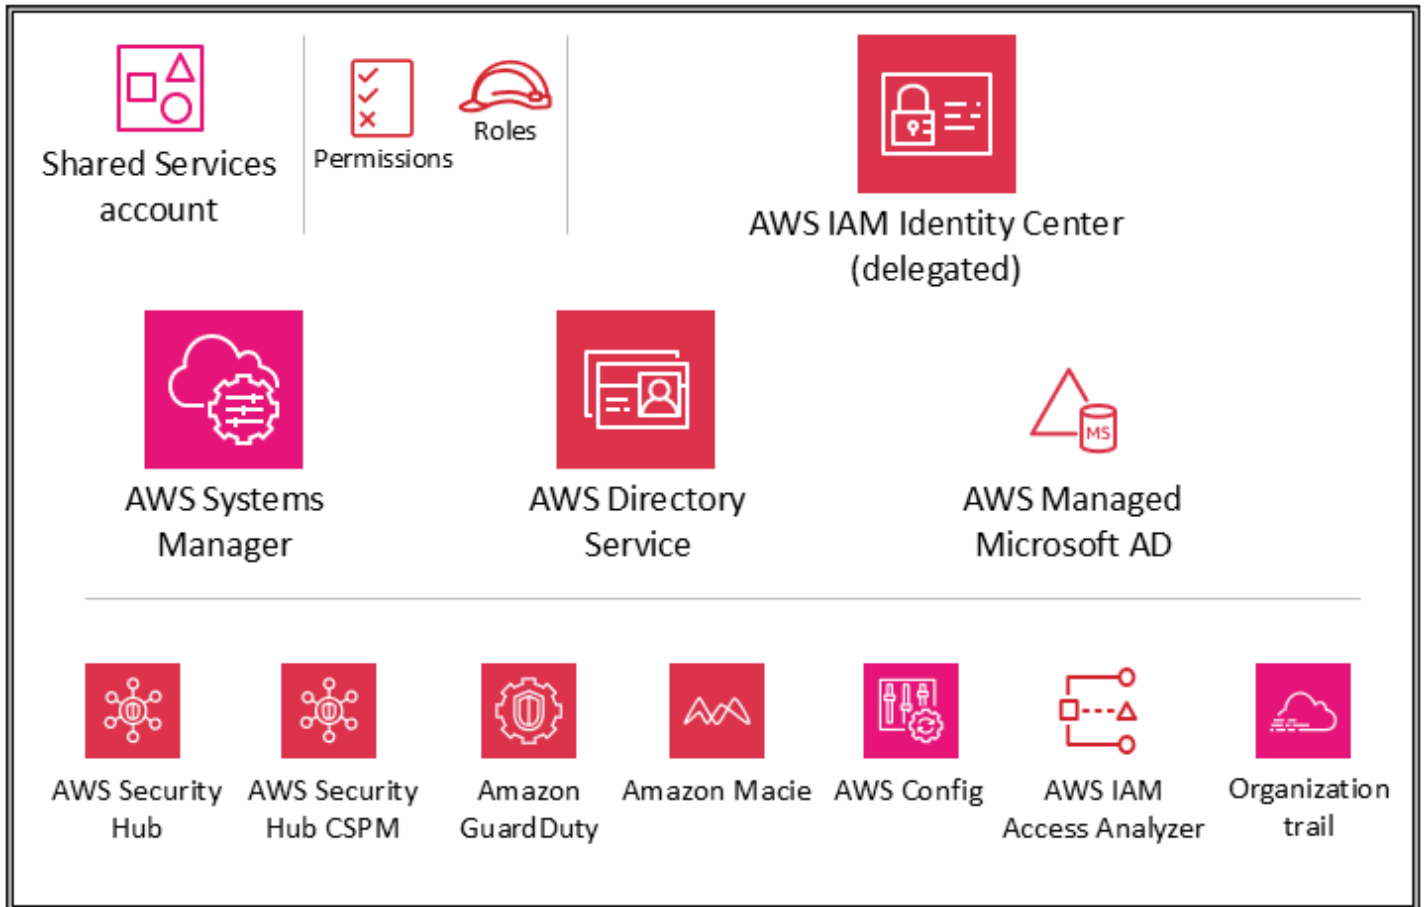 Shared Services
account
Permissions
Roles
AWS IAM Identity Center
(delegated)
AWS Systems
Manager
AWS Directory
Service
MS
AWS Managed
Microsoft AD
AWS Security
Hub
AWS Security
Hub CSPM
Amazon
GuardDuty
Amazon Macie
AWS Config
AWS IAM
Access Analyzer
Organization
trail